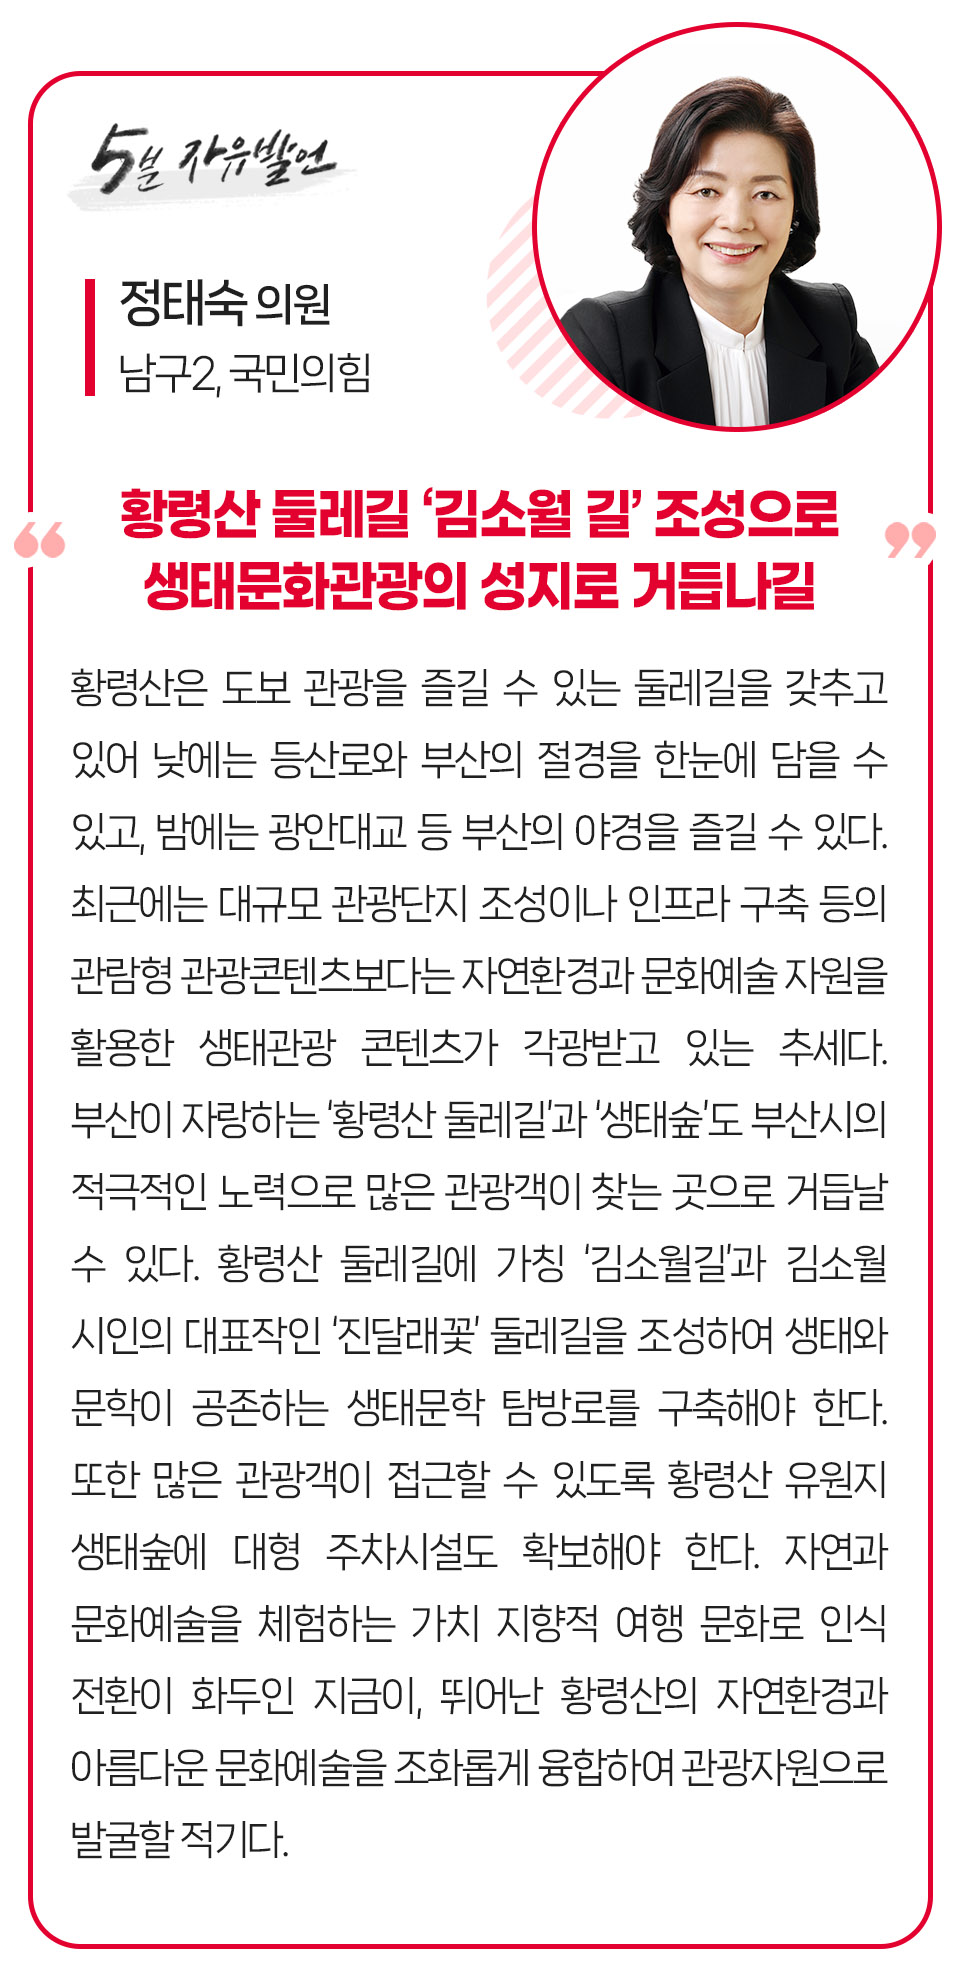 5분 자유발언
정태숙 의원
남구2, 국민의힘
“ 황령산 둘레길 ‘김소월 길’ 조성으로 ”
생태문화관광의 성지로 거듭나길
황령산은 도보 관광을 즐길 수 있는 둘레길을 갖추고
있어 낮에는 등산로와 부산의 절경을 한눈에 담을 수
있고, 밤에는 광안대교 등 부산의 야경을 즐길 수 있다.
최근에는 대규모 관광단지 조성이나 인프라 구축 등의
관람형 관광콘텐츠보다는 자연환경과 문화예술 자원을
활용한 생태관광 콘텐츠가 각광받고 있는 추세다.
부산이 자랑하는 ‘황령산 둘레길’과 ‘생태숲’도 부산시의
적극적인 노력으로 많은 관광객이 찾는 곳으로 거듭날
수 있다. 황령산 둘레길에 가칭 ‘김소월길’과 김소월
시인의 대표작인 ‘진달래꽃’ 둘레길을 조성하여 생태와
문학이 공존하는 생태문학 탐방로를 구축해야 한다.
또한 많은 관광객이 접근할 수 있도록 황령산 유원지
생태숲에 대형 주차시설도 확보해야 한다. 자연과
문화예술을 체험하는 가치 지향적 여행 문화로 인식
전환이 화두인 지금이, 뛰어난 황령산의 자연환경과
아름다운 문화예술을 조화롭게 융합하여 관광자원으로
발굴할 적기다.